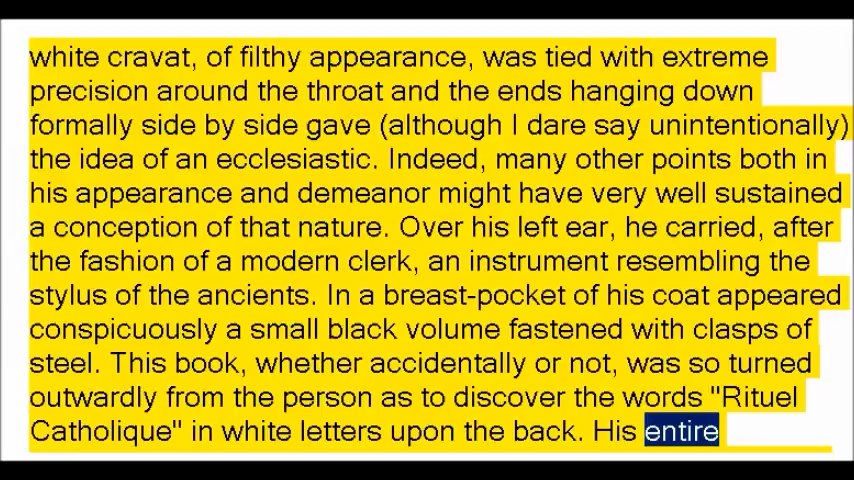 white cravat, of filthy appearance, was tied with extreme
precision around the throat and the ends hanging down
formally side by side gave (although I dare say unintentionally)
the idea of an ecclesiastic. Indeed, many other points both in
his appearance and demeanor might have very well sustained
a conception of that nature. Over his left ear, he carried, after
the fashion of a modern clerk, an instrument resembling the
stylus of the ancients. In a breast-pocket of his coat appeared
conspicuously a small black volume fastened with clasps of
steel. This book, whether accidentally or not, was so turned
outwardly from the person as to discover the words "Rituel
Catholique" in white letters upon the back. His entire